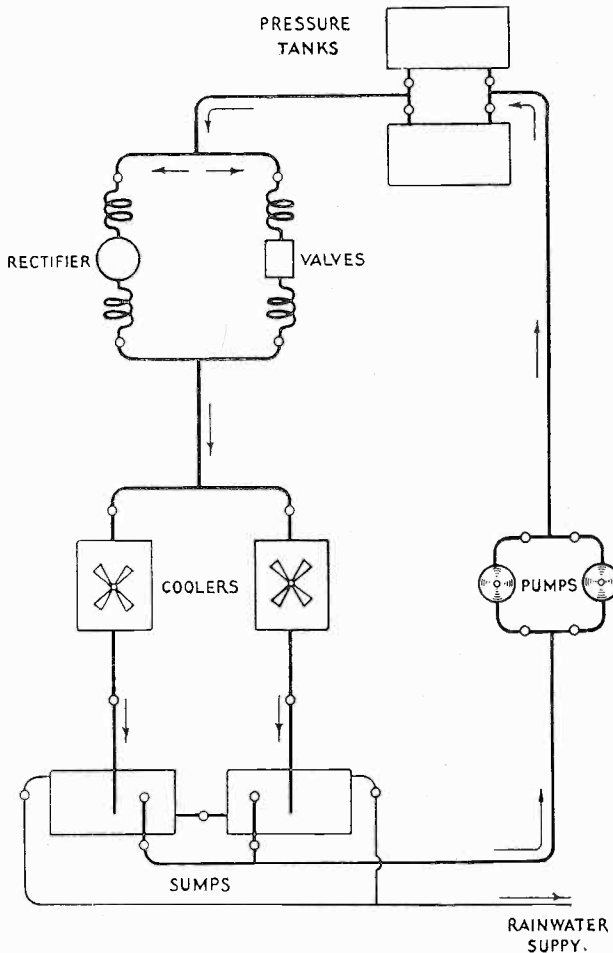 PRESSURE
TANKS
RECTIFIER
VALVES
COOLERS
PUMPS
SUMPS
RAINWATER
SUPPY.